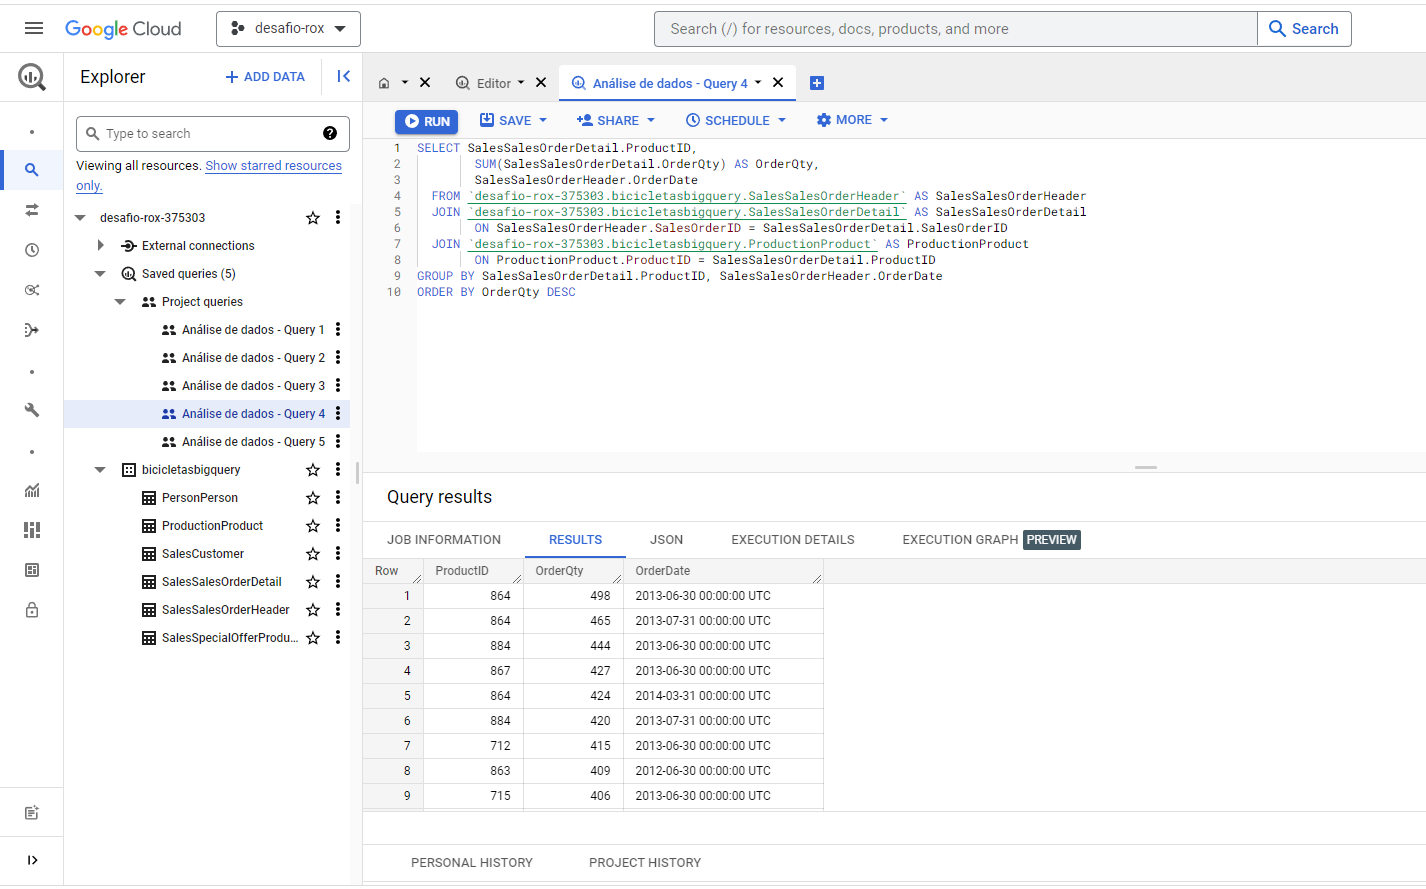 Google Cloud
desafio-rox
Search (/) for resources, docs, products, and more
Search
Explorer
+ ADD DATA
Editor
Análise de dados - Query 4
Type to search
Viewing all resources. Show starred resources
only.
desafio-rox-375303
External connections
Saved queries (5)
Project queries
Análise de dados - Query 1
Análise de dados - Query 2
Análise de dados - Query 3
Análise de dados - Query 4
Análise de dados - Query 5
bicicletasbigquery
PersonPerson
ProductionProduct
SalesCustomer
SalesSalesOrderDetail
SalesSalesOrderHeader
SalesSpecialOfferProdu...
RUN
SAVE
SHARE
SCHEDULE
MORE
1 SELECT SalesSalesOrderDetail.ProductID,
2 SUM(SalesSalesOrderDetail.OrderQty) AS OrderQty,
3 SalesSalesOrderHeader.OrderDate
4 FROM `desafio-rox-375303.bicicletasbigquery.SalesSalesOrderHeader` AS SalesSalesOrderHeader
5 JOIN `desafio-rox-375303.bicicletasbigquery.SalesSalesOrderDetail` AS SalesSalesOrderDetail
6 ON SalesSalesOrderHeader.SalesOrderID = SalesSalesOrderDetail.SalesOrderID
7 JOIN `desafio-rox-375303.bicicletasbigquery.ProductionProduct` AS ProductionProduct
8 ON ProductionProduct.ProductID = SalesSalesOrderDetail.ProductID
9 GROUP BY SalesSalesOrderDetail.ProductID, SalesSalesOrderHeader.OrderDate
10 ORDER BY OrderQty DESC
Query results
JOB INFORMATION
RESULTS
JSON
EXECUTION DETAILS
EXECUTION GRAPH PREVIEW
Row ProductID OrderQty OrderDate
1 864 498 2013-06-30 00:00:00 UTC
2 864 465 2013-07-31 00:00:00 UTC
3 884 444 2013-06-30 00:00:00 UTC
4 867 427 2013-06-30 00:00:00 UTC
5 864 424 2014-03-31 00:00:00 UTC
6 884 420 2013-07-31 00:00:00 UTC
7 712 415 2013-06-30 00:00:00 UTC
8 863 409 2012-06-30 00:00:00 UTC
9 715 406 2013-06-30 00:00:00 UTC
PERSONAL HISTORY
PROJECT HISTORY